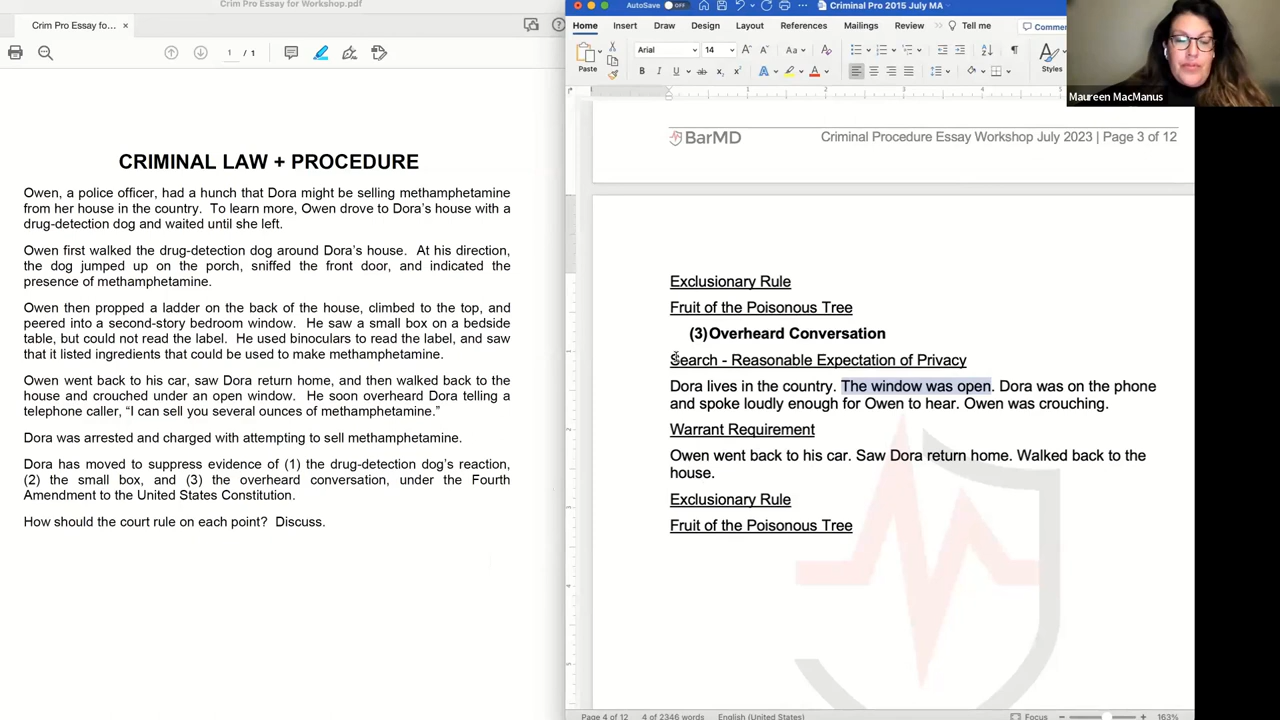 Crim Pro Essay for Workshop.pdf
Crim Pro Essay fo... ×
1 / 1
CRIMINAL LAW + PROCEDURE
Owen, a police officer, had a hunch that Dora might be selling methamphetamine
from her house in the country. To learn more, Owen drove to Dora's house with a
drug-detection dog and waited until she left.
Owen first walked the drug-detection dog around Dora's house. At his direction,
the dog jumped up on the porch, sniffed the front door, and indicated the
presence of methamphetamine.
Owen then propped a ladder on the back of the house, climbed to the top, and
peered into a second-story bedroom window. He saw a small box on a bedside
table, but could not read the label. He used binoculars to read the label, and saw
that it listed ingredients that could be used to make methamphetamine.
Owen went back to his car, saw Dora return home, and then walked back to the
house and crouched under an open window. He soon overheard Dora telling a
telephone caller, "I can sell you several ounces of methamphetamine."
Dora was arrested and charged with attempting to sell methamphetamine.
Dora has moved to suppress evidence of (1) the drug-detection dog's reaction,
(2) the small box, and (3) the overheard conversation, under the Fourth
Amendment to the United States Constitution.
How should the court rule on each point? Discuss.
AutoSave OFF Criminal Pro 2015 July MA
Home Insert Draw Design Layout References Mailings Review View Tell me Comme
Paste Arial 14 Styles
Maureen MacManus
BarMD Criminal Procedure Essay Workshop July 2023 | Page 3 of 12
Exclusionary Rule
Fruit of the Poisonous Tree
(3)Overheard Conversation
Search - Reasonable Expectation of Privacy
Dora lives in the country. The window was open. Dora was on the phone
and spoke loudly enough for Owen to hear. Owen was crouching.
Warrant Requirement
Owen went back to his car. Saw Dora return home. Walked back to the
house.
Exclusionary Rule
Fruit of the Poisonous Tree
Page 4 of 12 4 of 2346 words English (United States) Focus 163%